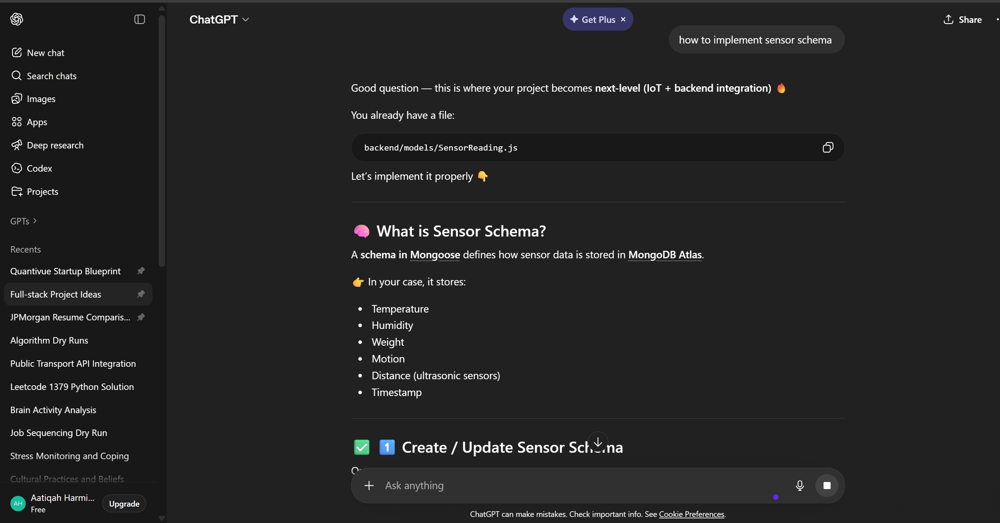 ChatGPT
Get Plus
Share
New chat
Search chats
Images
Apps
Deep research
Codex
Projects
GPTs
Recents
Quantivue Startup Blueprint
Full-stack Project Ideas
JPMorgan Resume Comparis...
Algorithm Dry Runs
Public Transport API Integration
Leetcode 1379 Python Solution
Brain Activity Analysis
Job Sequencing Dry Run
Stress Monitoring and Coping
Cultural Practices and Beliefs
AH
Aatiqah Harmi...
Free
Upgrade
how to implement sensor schema
Good question — this is where your project becomes next-level (IoT + backend integration) 🔥
You already have a file:
backend/models/SensorReading.js
Let’s implement it properly 👇
🧠 What is Sensor Schema?
A schema in Mongoose defines how sensor data is stored in MongoDB Atlas.
👉 In your case, it stores:
• Temperature
• Humidity
• Weight
• Motion
• Distance (ultrasonic sensors)
• Timestamp
✅ 1️⃣ Create / Update Sensor Schema
Ask anything
ChatGPT can make mistakes. Check important info. See Cookie Preferences.